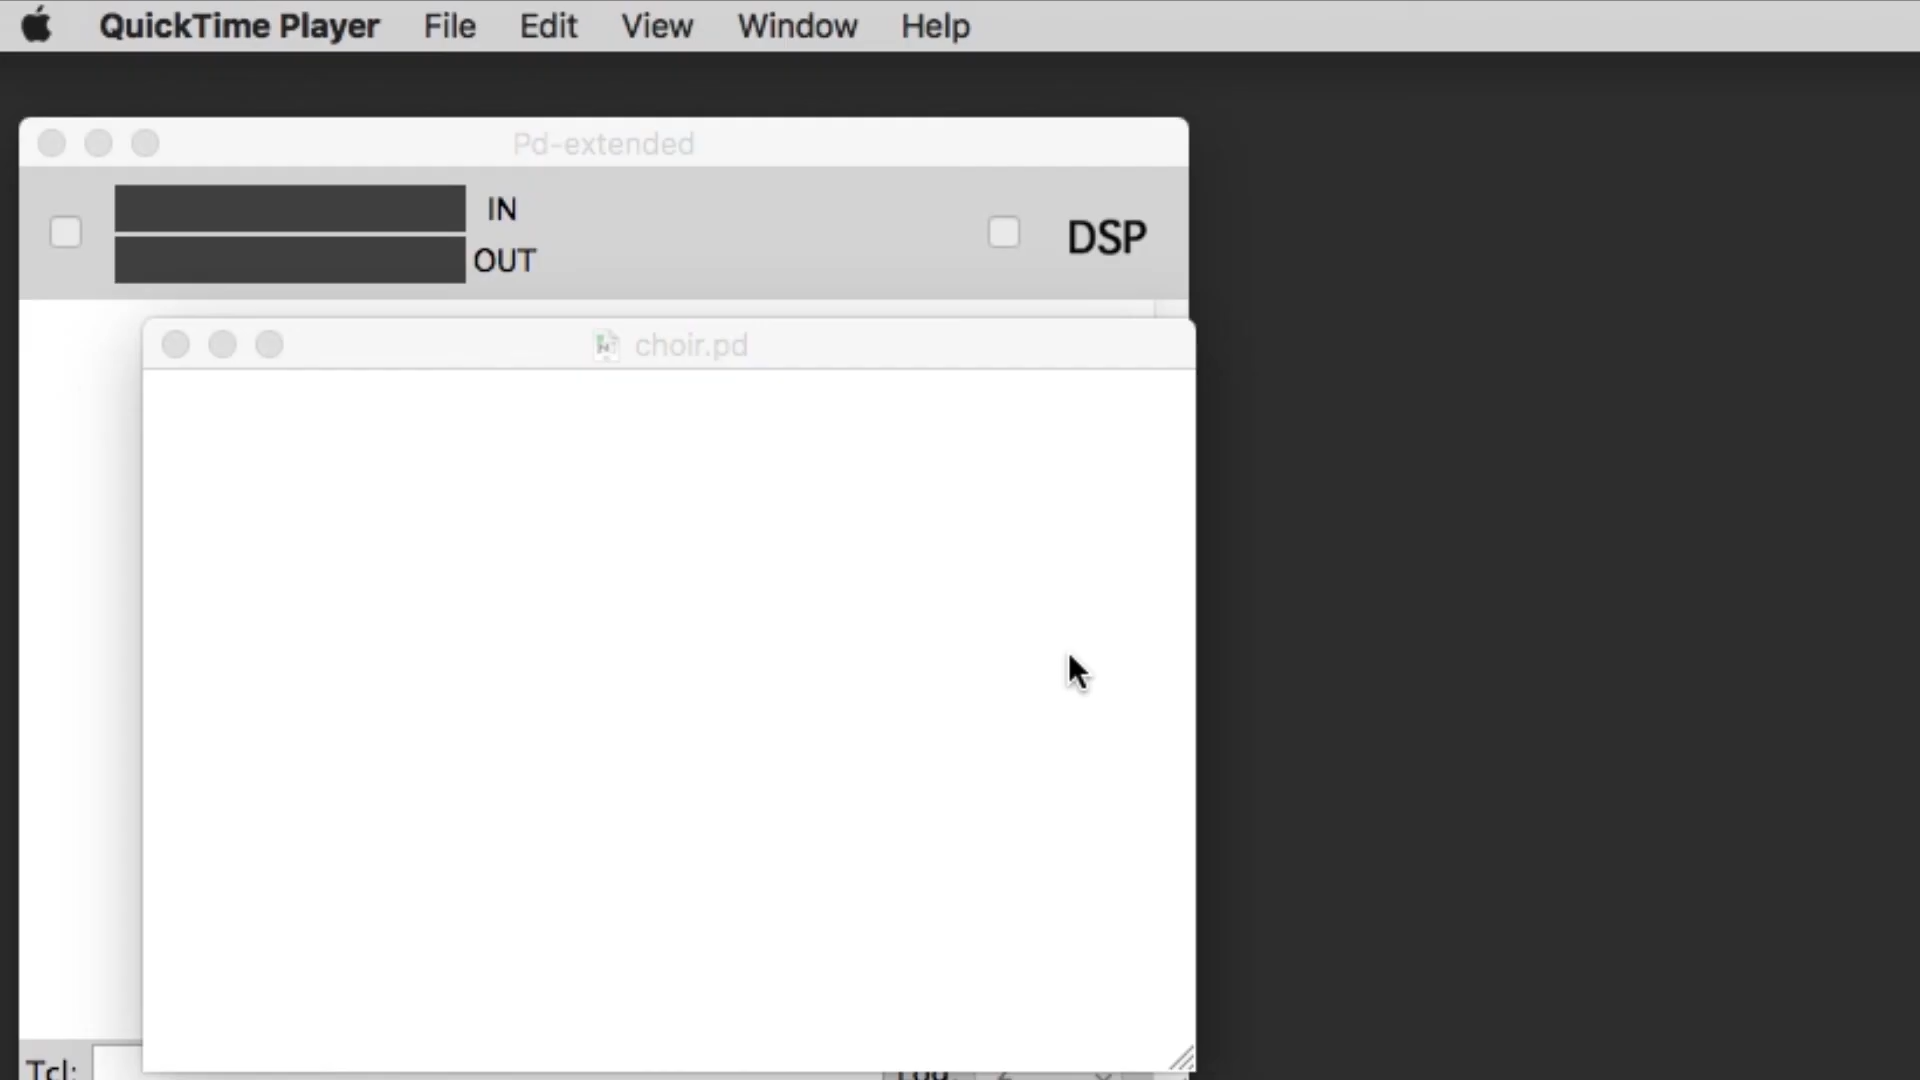 QuickTime Player File Edit View Window Help
Pd-extended
IN
OUT
DSP
choir.pd
Tcl: